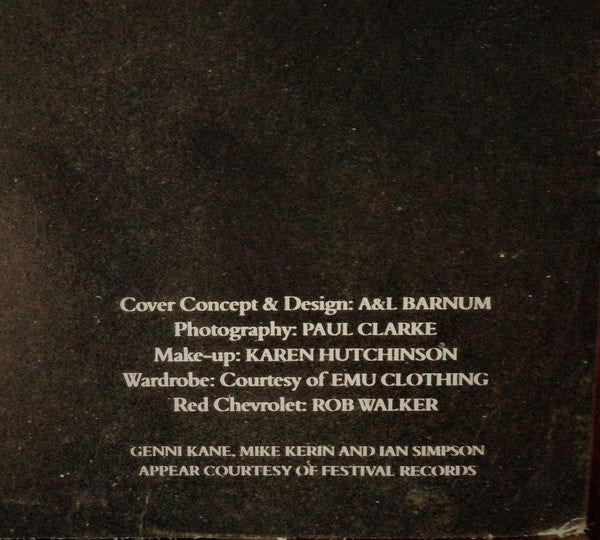 Cover Concept & Design: A&L BARNUM
Photography: PAUL CLARKE
Make-up: KAREN HUTCHINSON
Wardrobe: Courtesy of EMU CLOTHING
Red Chevrolet: ROB WALKER
GENNI KANE, MIKE KERIN AND IAN SIMPSON
APPEAR COURTESY OF FESTIVAL RECORDS